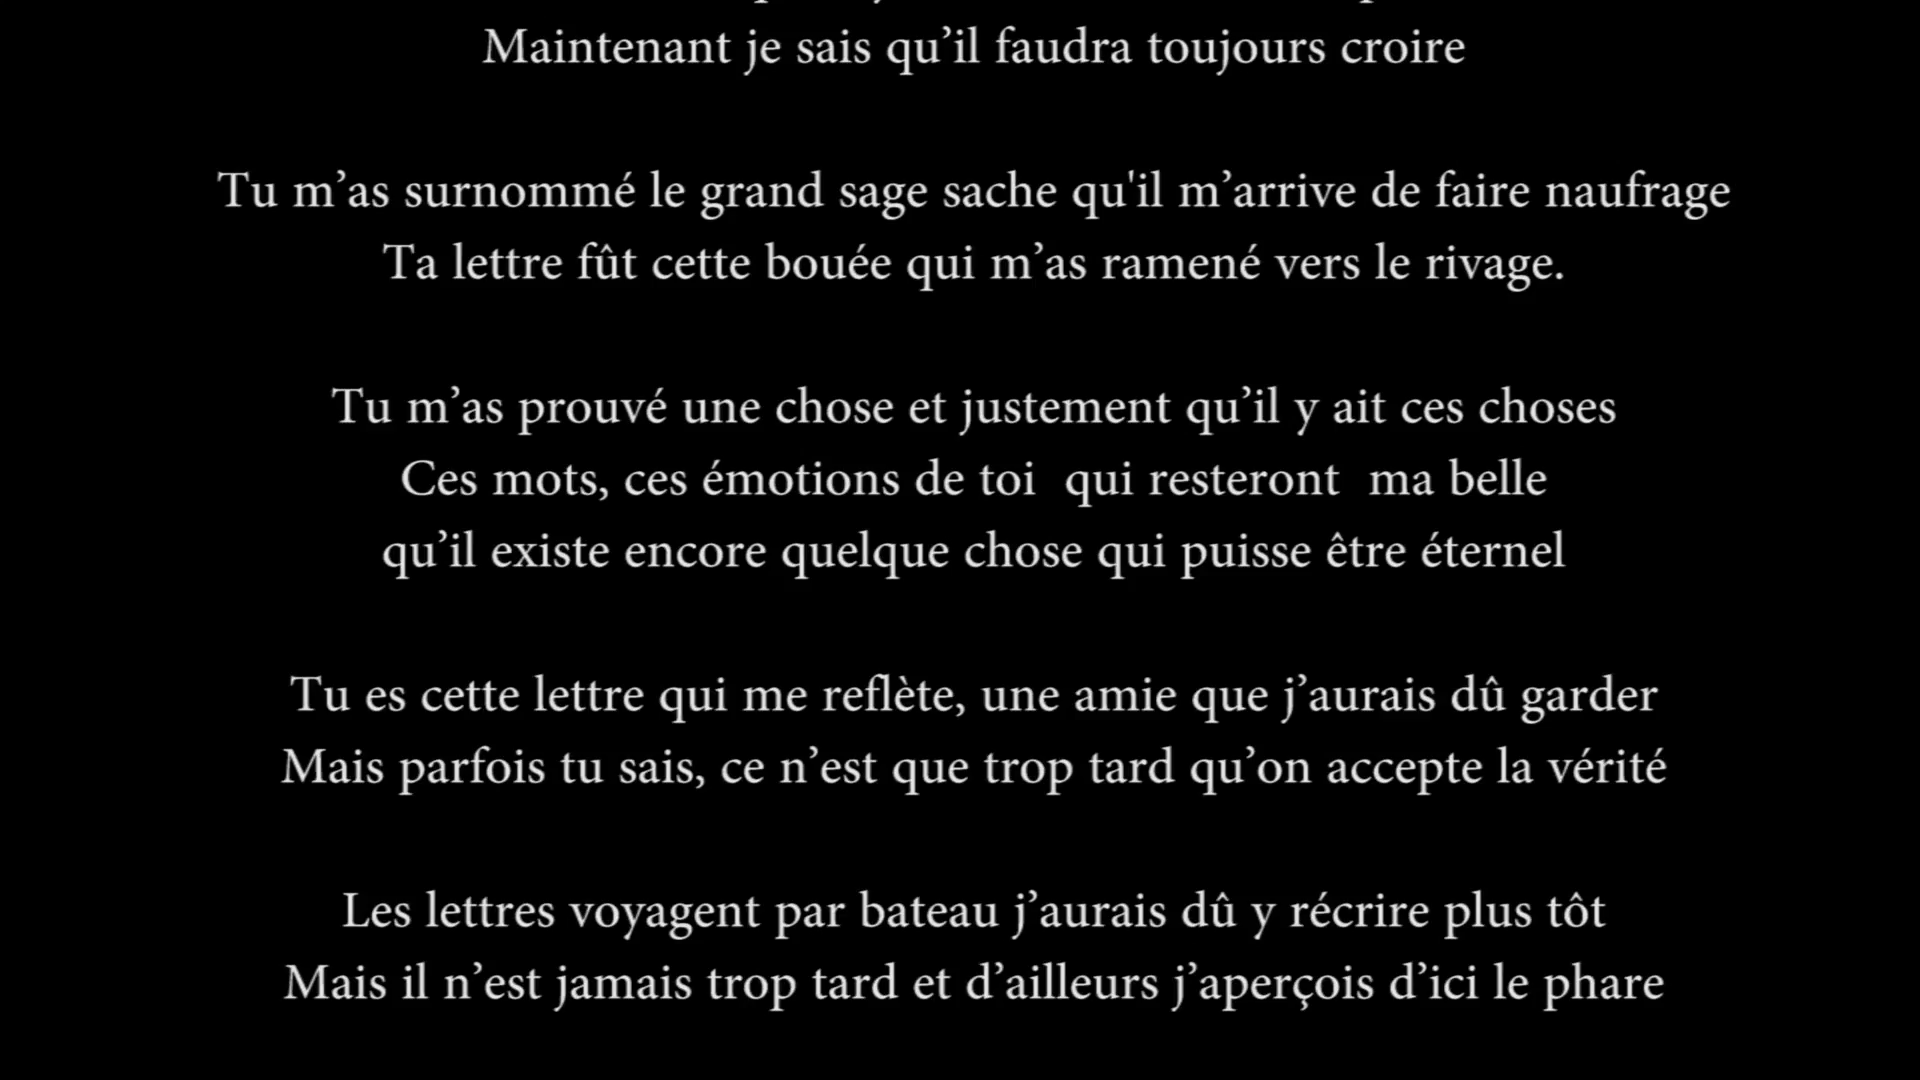 Maintenant je sais qu’il faudra toujours croire
Tu m’as surnommé le grand sage sache qu'il m’arrive de faire naufrage
Ta lettre fût cette bouée qui m’as ramené vers le rivage.
Tu m’as prouvé une chose et justement qu’il y ait ces choses
Ces mots, ces émotions de toi  qui resteront  ma belle
qu’il existe encore quelque chose qui puisse être éternel
Tu es cette lettre qui me reflète, une amie que j’aurais dû garder
Mais parfois tu sais, ce n’est que trop tard qu’on accepte la vérité
Les lettres voyagent par bateau j’aurais dû y récrire plus tôt
Mais il n’est jamais trop tard et d’ailleurs j’aperçois d’ici le phare